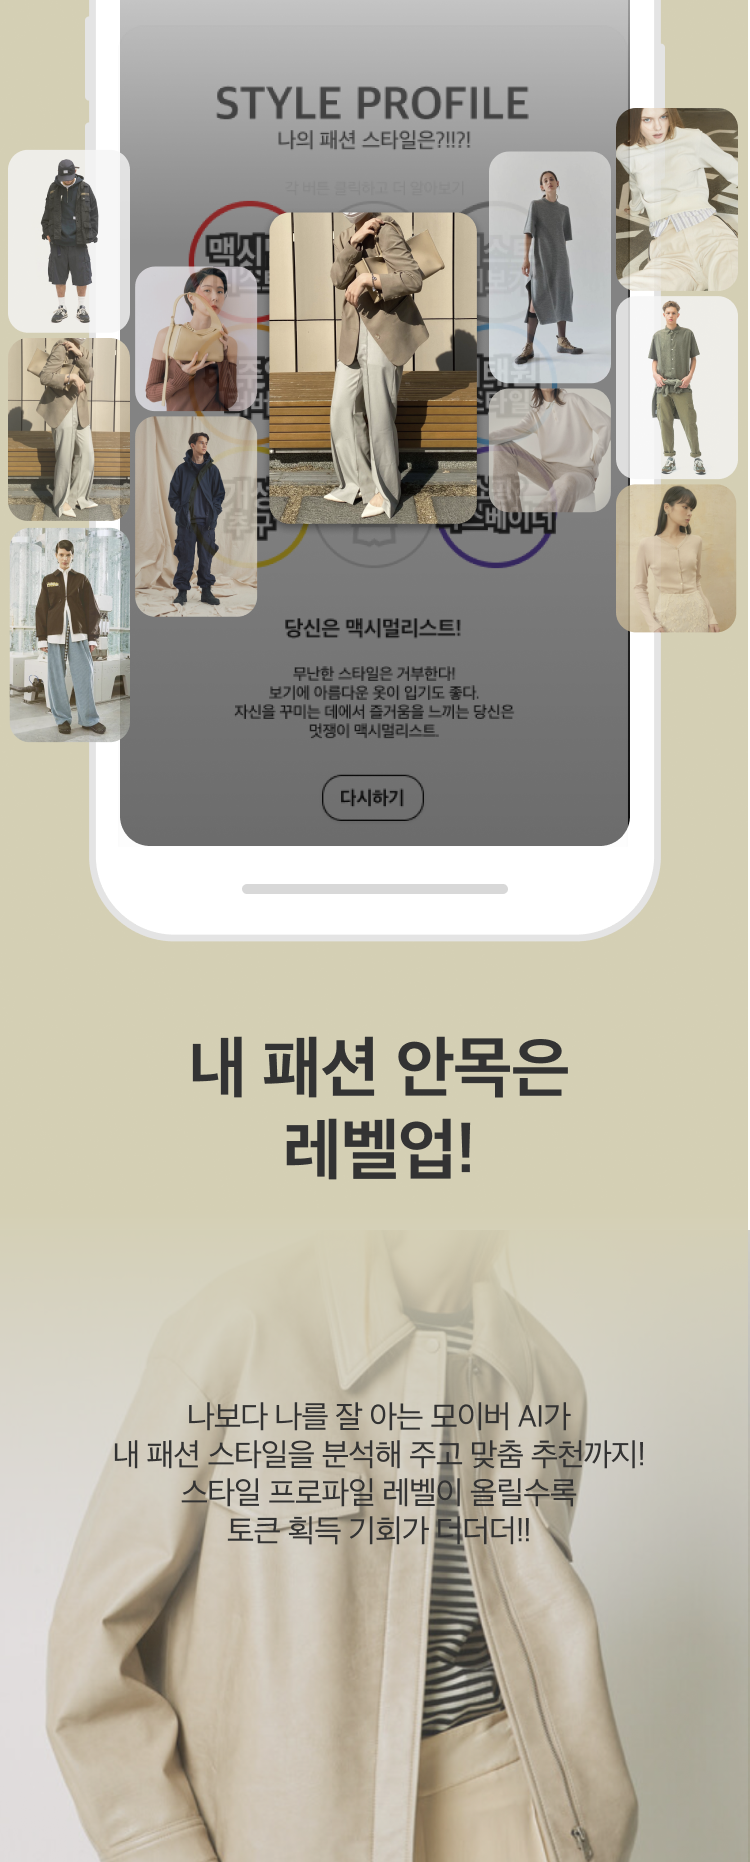 STYLE PROFILE
나의 패션 스타일은?!!?!
각 버튼 클릭하고 더 알아보기
당신은 맥시멀리스트!
무난한 스타일은 거부한다!
보기에 아름다운 옷이 입기도 좋다.
자신을 꾸미는 데에서 즐거움을 느끼는 당신은
멋쟁이 맥시멀리스트.
다시하기
내 패션 안목은
레벨업!
나보다 나를 잘 아는 모이버 AI가
내 패션 스타일을 분석해 주고 맞춤 추천까지!
스타일 프로파일 레벨이 올릴수록
토큰 획득 기회가 더더더!!